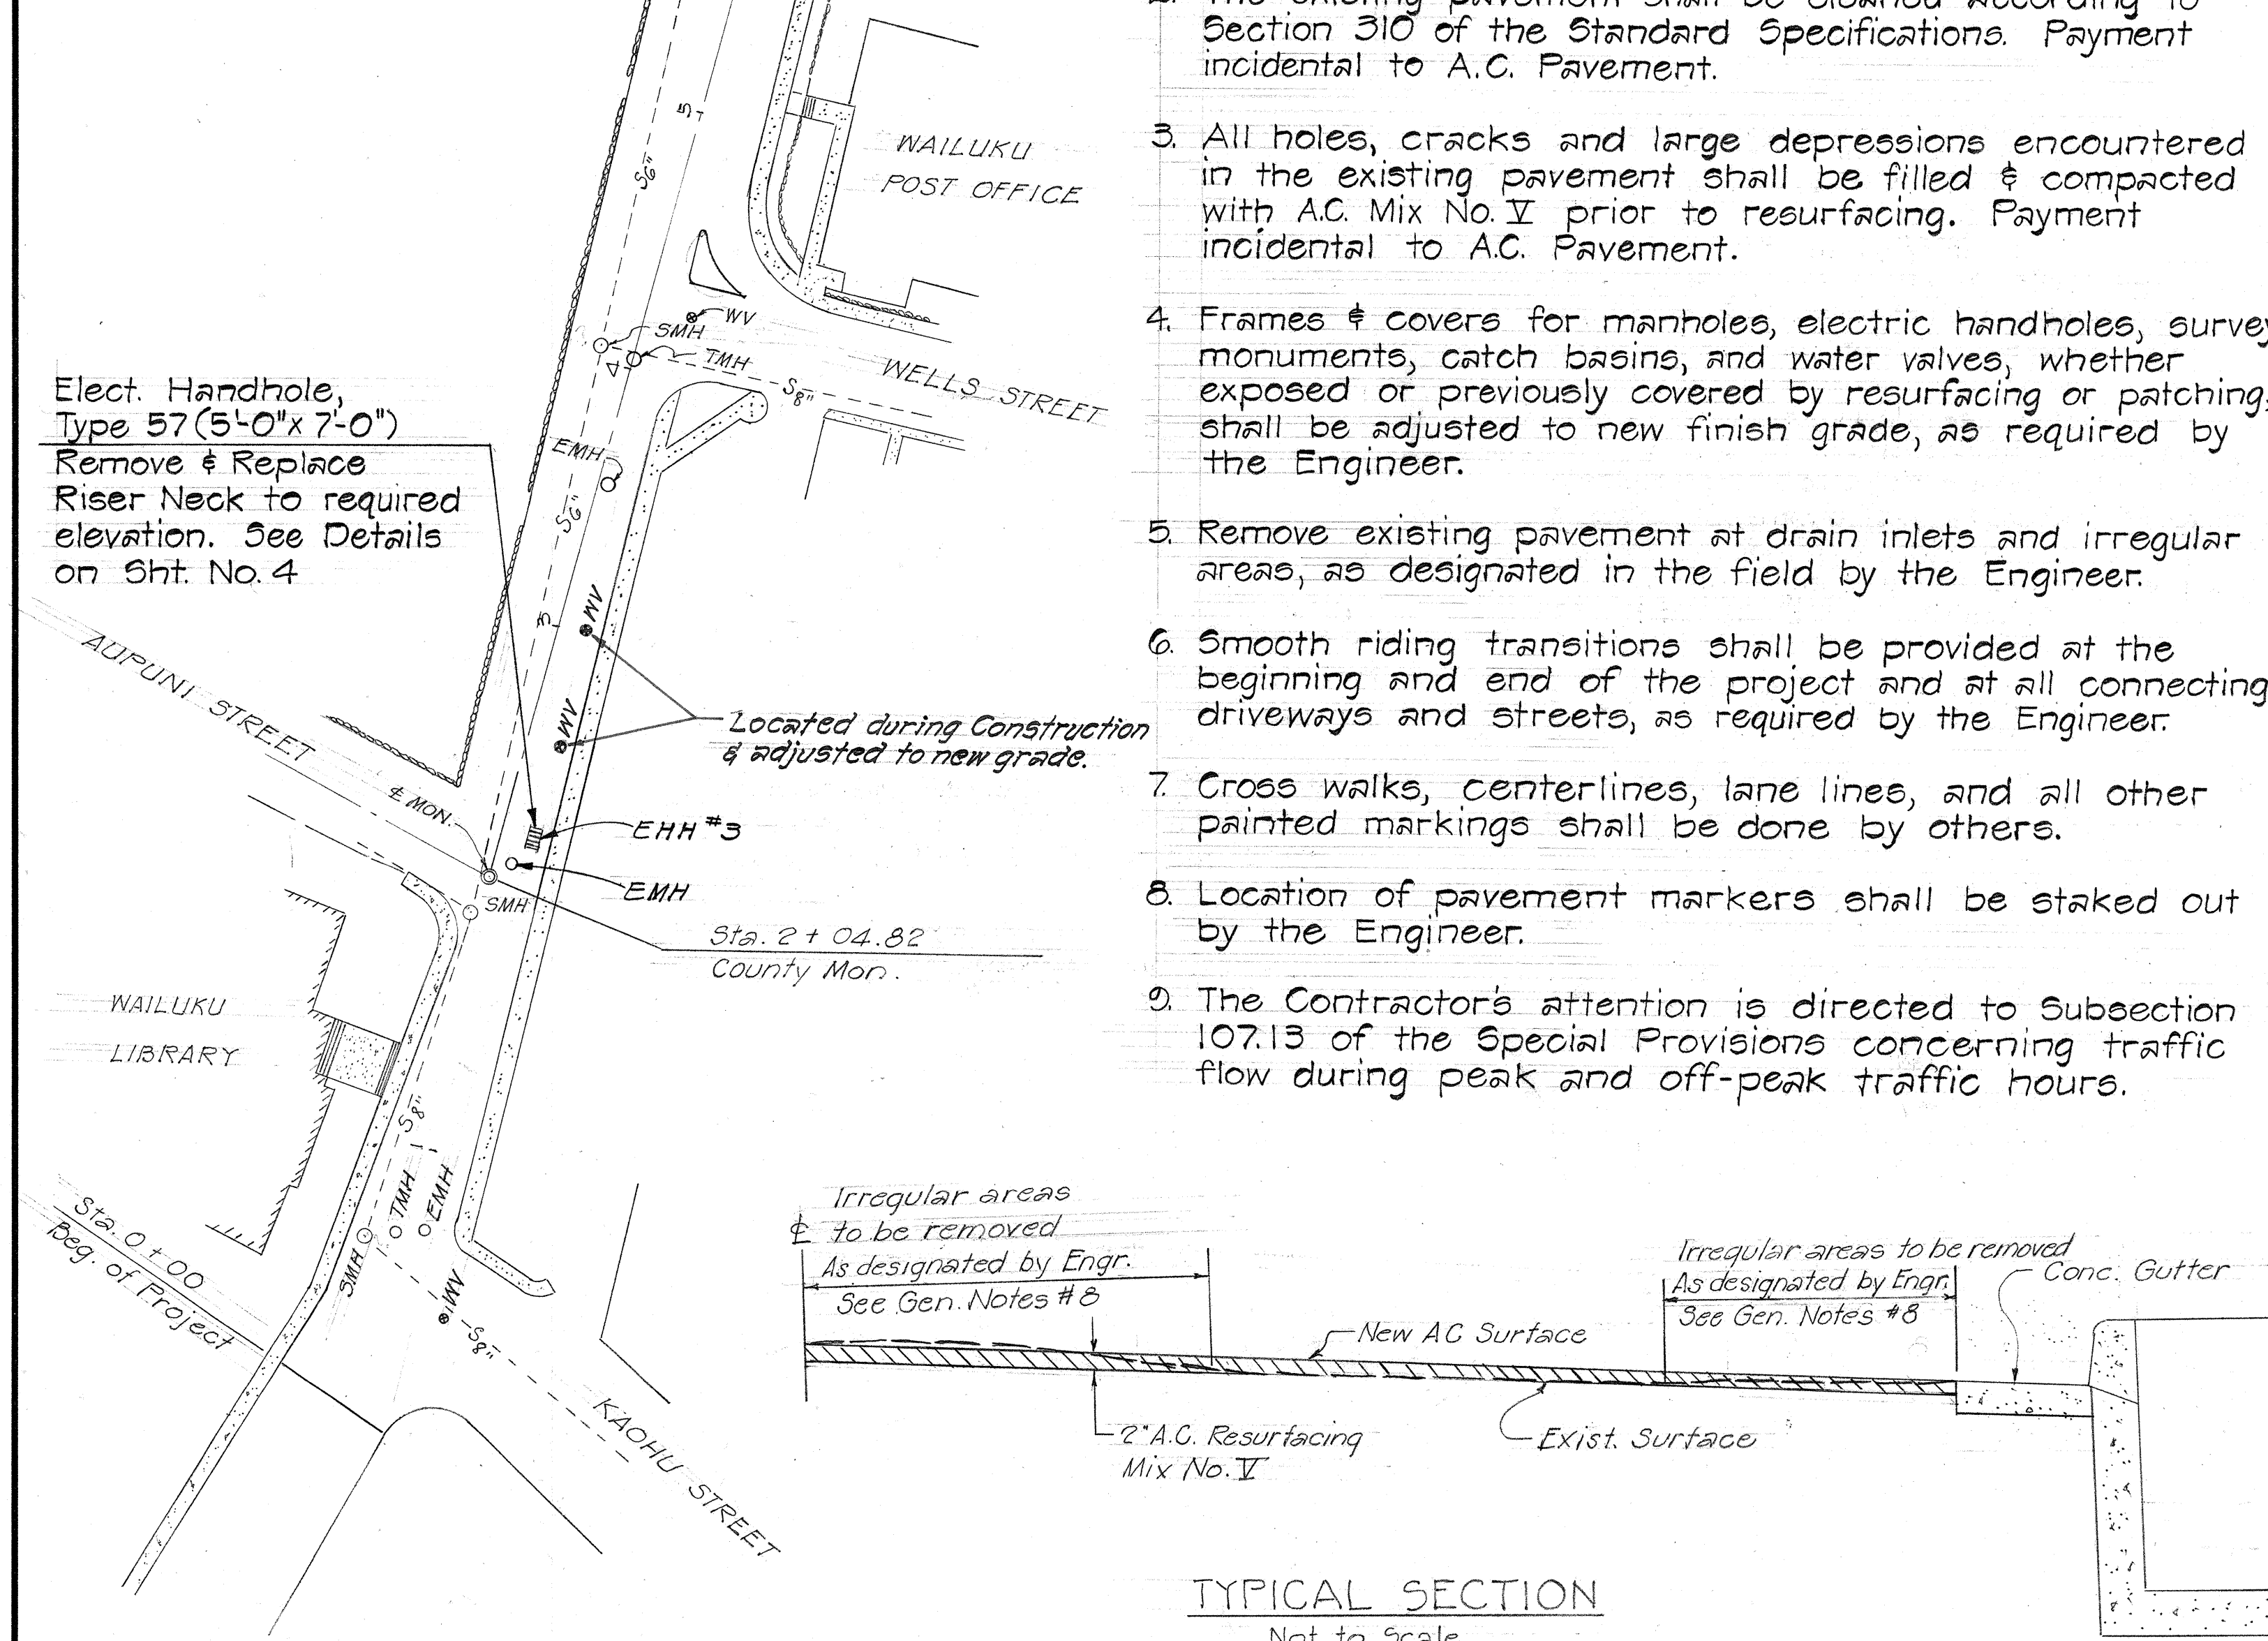 2. The existing pavement shall be cleaned according to
Section 310 of the Standard Specifications. Payment
incidental to A.C. Pavement.
3. All holes, cracks and large depressions encountered
in the existing pavement shall be filled & compacted
with A.C. Mix No. V prior to resurfacing. Payment
incidental to A.C. Pavement.
4. Frames & covers for manholes, electric handholes, survey
monuments, catch basins, and water valves, whether
exposed or previously covered by resurfacing or patching,
shall be adjusted to new finish grade, as required by
the Engineer.
5. Remove existing pavement at drain inlets and irregular
areas, as designated in the field by the Engineer.
6. Smooth riding transitions shall be provided at the
beginning and end of the project and at all connecting
driveways and streets, as required by the Engineer.
7. Cross walks, centerlines, lane lines, and all other
painted markings shall be done by others.
8. Location of pavement markers shall be staked out
by the Engineer.
9. The Contractor's attention is directed to Subsection
107.13 of the Special Provisions concerning traffic
flow during peak and off-peak traffic hours.
5
S6"
WAILUKU
POST OFFICE
WV
SMH
TMH
4
S8"
WELLS STREET
EMH
S6"
Elect. Handhole,
Type 57 (5'-0" x 7'-0")
Remove & Replace
Riser Neck to required
elevation. See Details
on Sht. No. 4
3
WV
WV
Located during Construction
& adjusted to new grade.
AUPUNI STREET
℄ MON.
EHH #3
EMH
SMH
Sta. 2 + 04.82
County Mon.
WAILUKU
LIBRARY
S8"
1
TMH
EMH
SMH
WV
S8"
Sta. 0 + 00
Beg. of Project
KAOHU STREET
Irregular areas
℄ to be removed
As designated by Engr.
See Gen. Notes #8
New AC Surface
2" A.C. Resurfacing
Mix No. V
Exist. Surface
Irregular areas to be removed
As designated by Engr.
See Gen. Notes #8
Conc. Gutter
TYPICAL SECTION
Not to Scale